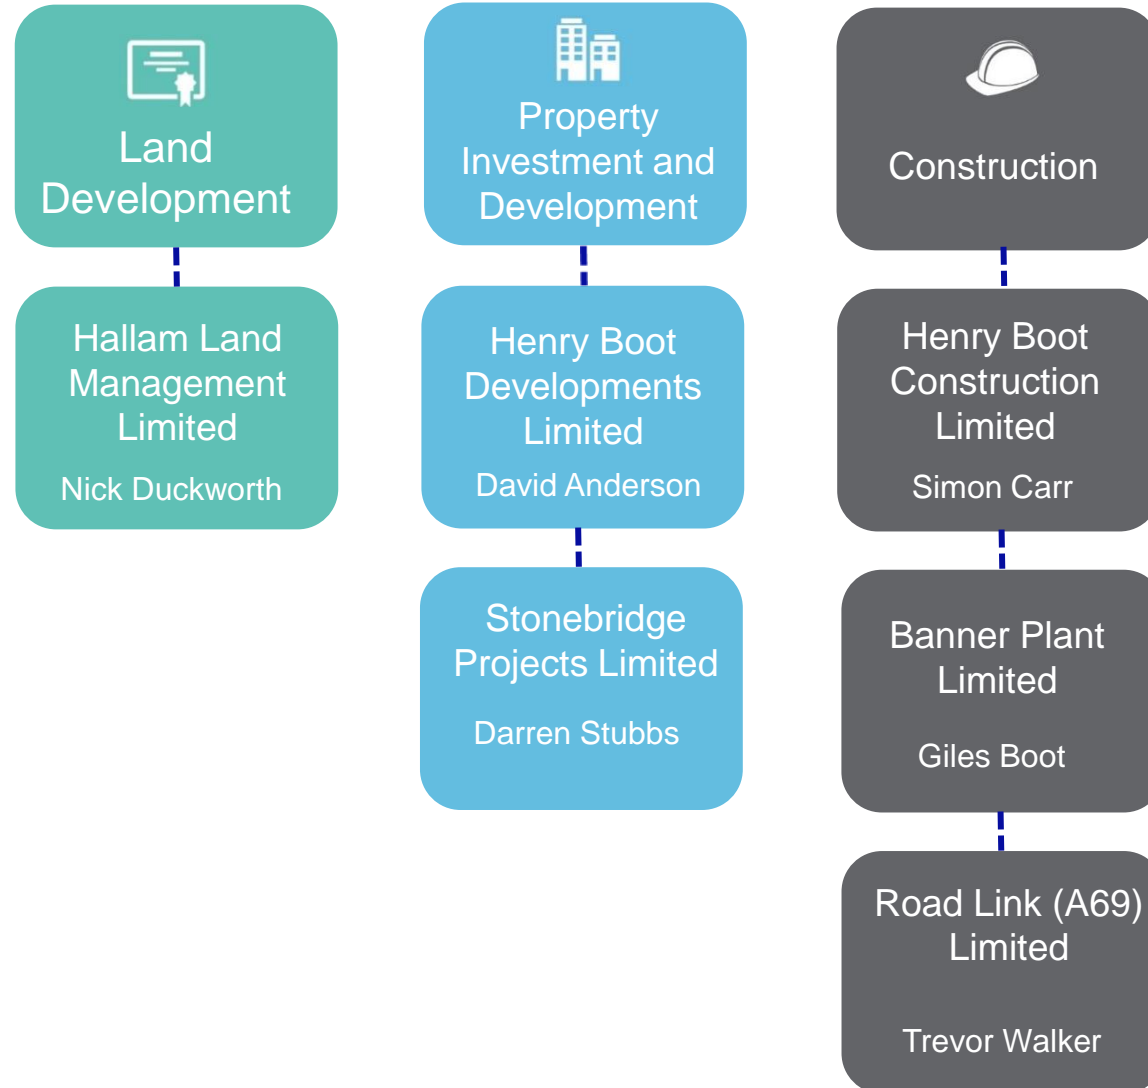 Land
Development
Hallam Land
Management
Limited
Nick Duckworth
Property
Investment and
Development
Henry Boot
Developments
Limited
David Anderson
Stonebridge
Projects Limited
Darren Stubbs
Construction
Henry Boot
Construction
Limited
Simon Carr
Banner Plant
Limited
Giles Boot
Road Link (A69)
Limited
Trevor Walker